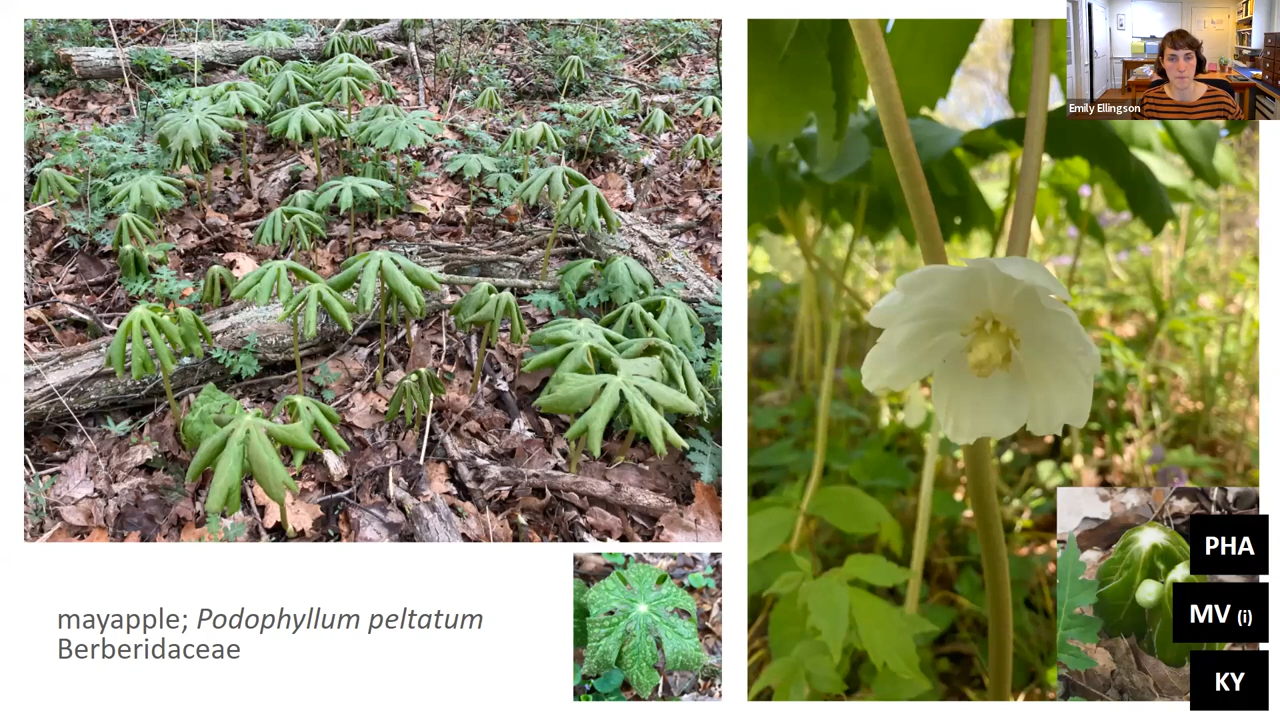 Emily Ellingson
PHA
MV (i)
KY
mayapple; Podophyllum peltatum
Berberidaceae